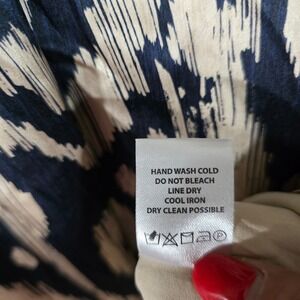 HAND WASH COLD
DO NOT BLEACH
LINE DRY
COOL IRON
DRY CLEAN POSSIBLE